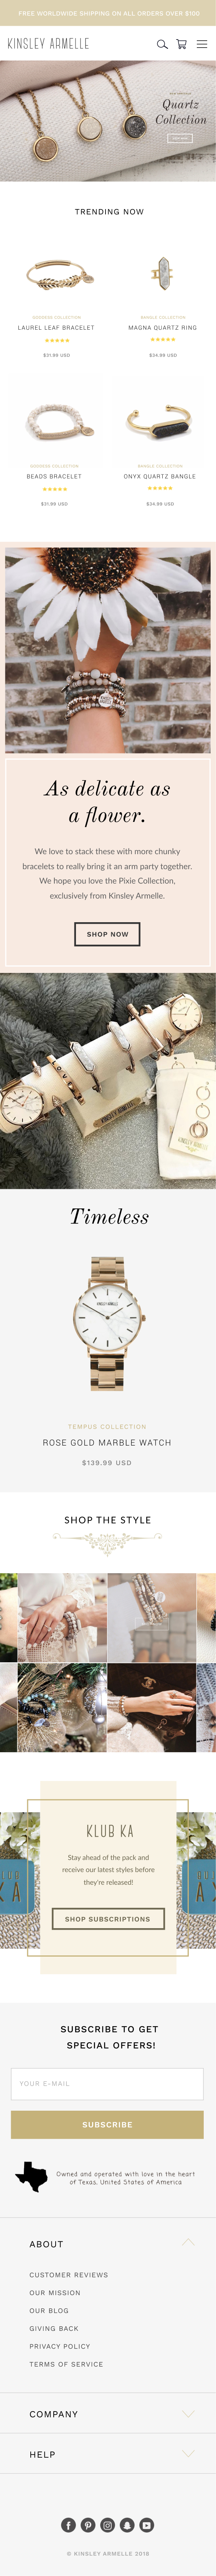 FREE WORLDWIDE SHIPPING ON ALL ORDERS OVER $100
KINSLEY ARMELLE
Quartz
Collection
TRENDING NOW
GODDESS COLLECTION
LAUREL LEAF BRACELET
$31.99 USD
BANGLE COLLECTION
MAGNA QUARTZ RING
$34.99 USD
GODDESS COLLECTION
BEADS BRACELET
$31.99 USD
BANGLE COLLECTION
ONYX QUARTZ BANGLE
$34.99 USD
As delicate as
a flower.
We love to stack these with more chunky
bracelets to really bring it an arm party together.
We hope you love the Pixie Collection,
exclusively from Kinsley Armelle.
SHOP NOW
KINSLEY ARMELLE
Timeless
KINSLEY ARMELLE
TEMPUS COLLECTION
ROSE GOLD MARBLE WATCH
$139.99 USD
SHOP THE STYLE
KLUB KA
Stay ahead of the pack and
receive our latest styles before
they're released!
SHOP SUBSCRIPTIONS
SUBSCRIBE TO GET
SPECIAL OFFERS!
YOUR E-MAIL
SUBSCRIBE
Owned and operated with love in the heart
of Texas, United States of America
ABOUT
CUSTOMER REVIEWS
OUR MISSION
OUR BLOG
GIVING BACK
PRIVACY POLICY
TERMS OF SERVICE
COMPANY
HELP
© KINSLEY ARMELLE 2018